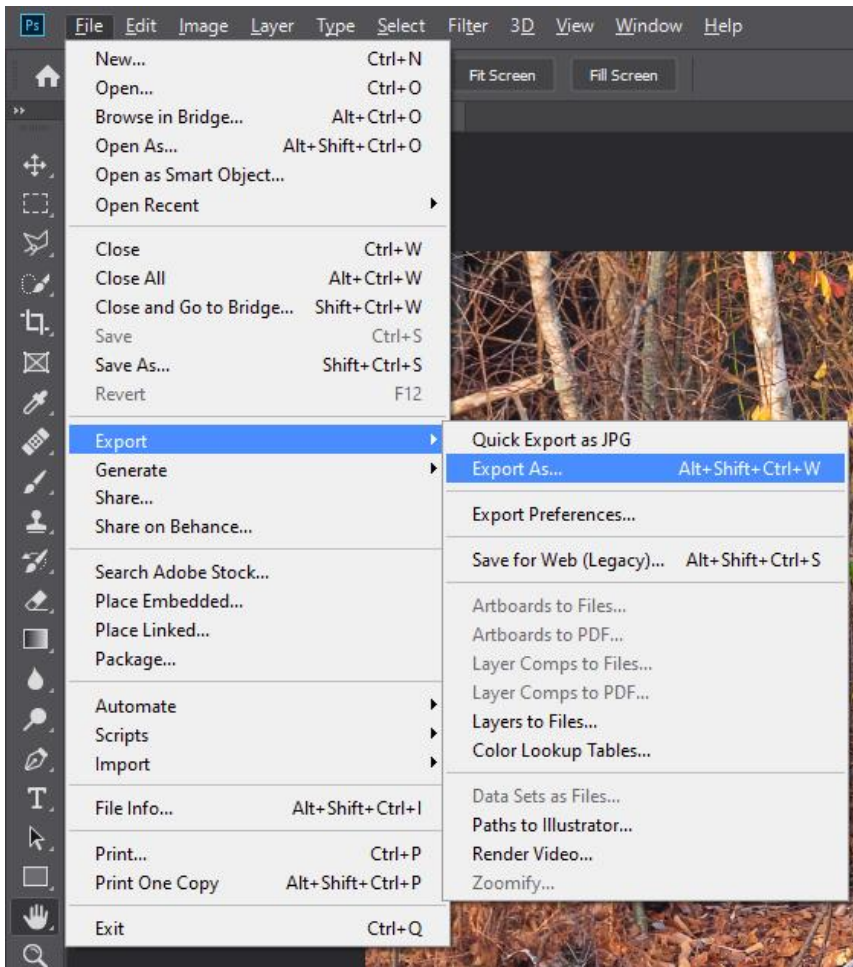 Ps File Edit Image Layer Type Select Filter 3D View Window Help
Fit Screen Fill Screen
New... Ctrl+N
Open... Ctrl+O
Browse in Bridge... Alt+Ctrl+O
Open As... Alt+Shift+Ctrl+O
Open as Smart Object...
Open Recent
Close Ctrl+W
Close All Alt+Ctrl+W
Close and Go to Bridge... Shift+Ctrl+W
Save Ctrl+S
Save As... Shift+Ctrl+S
Revert F12
Export
Generate
Share...
Share on Behance...
Search Adobe Stock...
Place Embedded...
Place Linked...
Package...
Automate
Scripts
Import
File Info... Alt+Shift+Ctrl+I
Print... Ctrl+P
Print One Copy Alt+Shift+Ctrl+P
Exit Ctrl+Q
Quick Export as JPG
Export As... Alt+Shift+Ctrl+W
Export Preferences...
Save for Web (Legacy)... Alt+Shift+Ctrl+S
Artboards to Files...
Artboards to PDF...
Layer Comps to Files...
Layer Comps to PDF...
Layers to Files...
Color Lookup Tables...
Data Sets as Files...
Paths to Illustrator...
Render Video...
Zoomify...